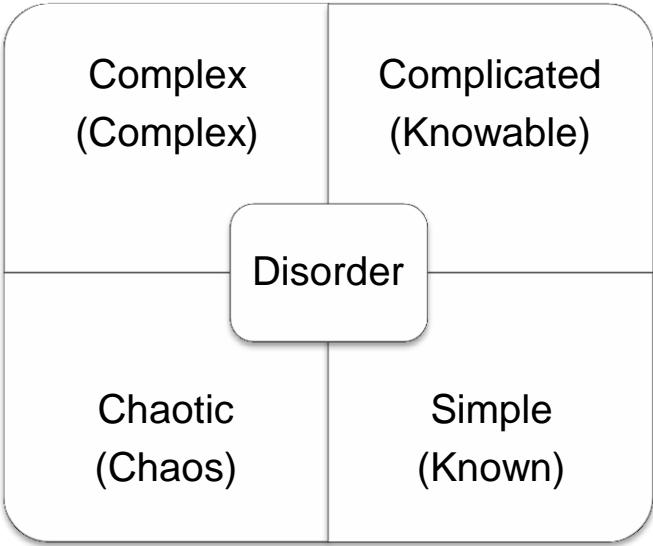 Complex
(Complex)
Complicated
(Knowable)
Disorder
Chaotic
(Chaos)
Simple
(Known)